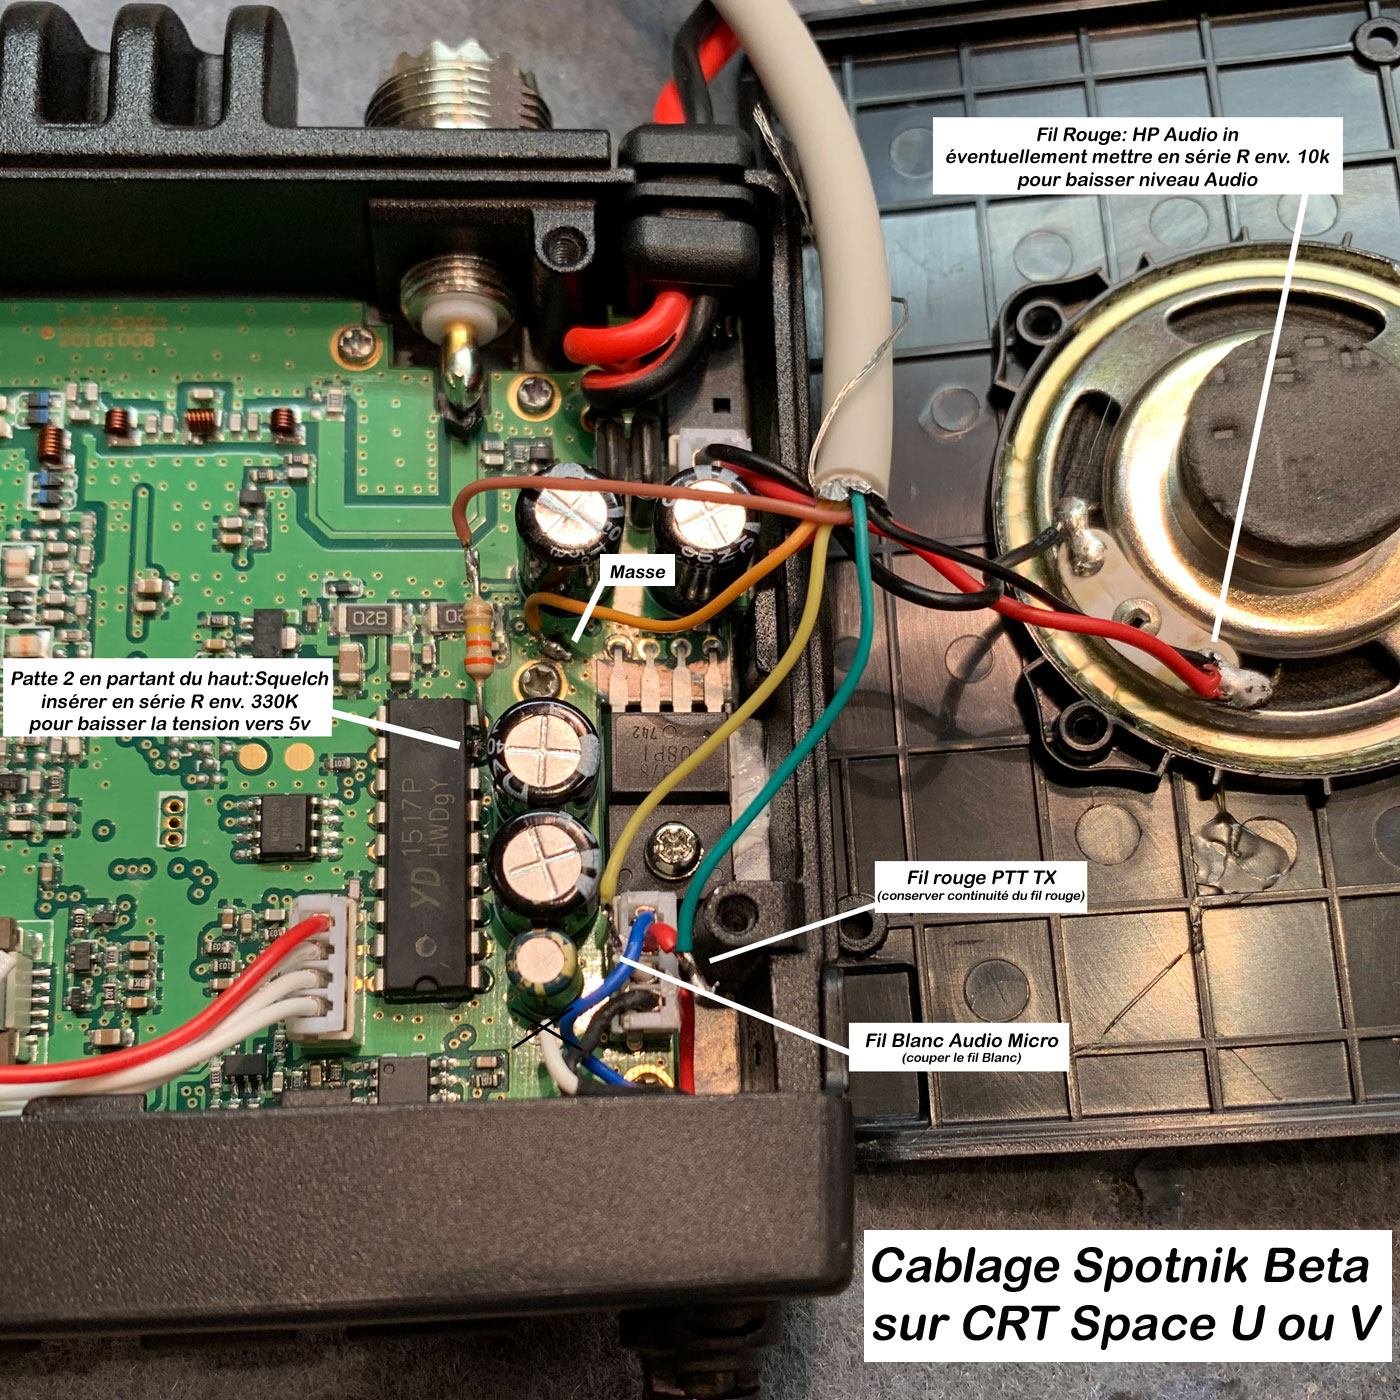 Fil Rouge: HP Audio in
éventuellement mettre en série R env. 10k
pour baisser niveau Audio
20161008
Masse
820
Patte 2 en partant du haut:Squelch
insérer en série R env. 330K
pour baisser la tension vers 5v
742
YD 1517P
HWDgY
Fil rouge PTT TX
(conserver continuité du fil rouge)
Fil Blanc Audio Micro
(couper le fil Blanc)
Cablage Spotnik Beta
sur CRT Space U ou V